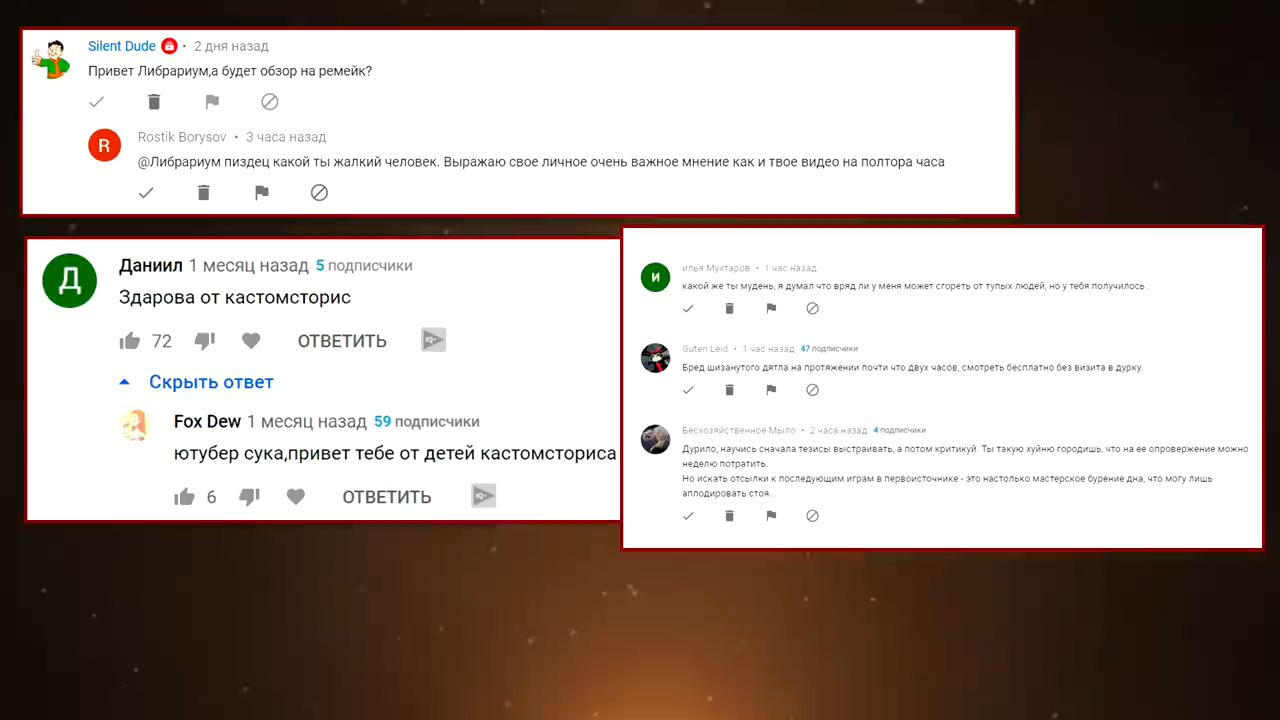 Silent Dude • 2 дня назад
Привет Либрариум,а будет обзор на ремейк?
R
Rostik Borysov • 3 часа назад
@Либрариум пиздец какой ты жалкий человек. Выражаю свое личное очень важное мнение как и твое видео на полтора часа
Д
Даниил 1 месяц назад 5 подписчики
Здарова от кастомсторис
72 ОТВЕТИТЬ IQ+
Скрыть ответ
Fox Dew 1 месяц назад 59 подписчики
ютубер сука,привет тебе от детей кастомсториса
6 ОТВЕТИТЬ IQ+
И
илья Мухтаров • 1 час назад
какой же ты мудень, я думал что вряд ли у меня может сгореть от тупых людей, но у тебя получилось .
Guten Leid • 1 час назад 47 подписчики
Бред шизанутого дятла на протяжении почти что двух часов, смотреть бесплатно без визита в дурку.
Бесхозяйственное Мыло • 2 часа назад 4 подписчики
Дурило, научись сначала тезисы выстраивать, а потом критикуй. Ты такую хуйню городишь, что на ее опровержение можно
неделю потратить.
Но искать отсылки к последующим играм в первоисточнике - это настолько мастерское бурение дна, что могу лишь
аплодировать стоя...